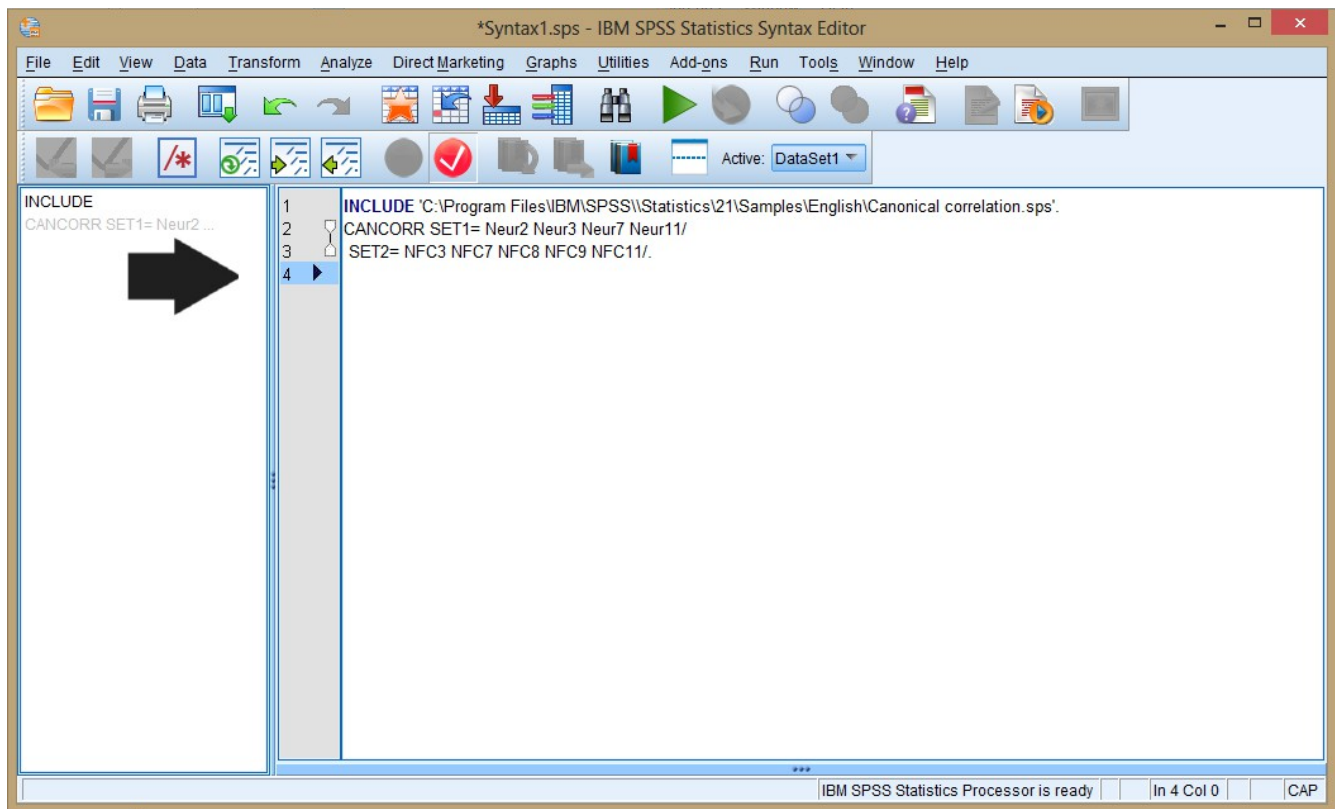 *Syntax1.sps - IBM SPSS Statistics Syntax Editor
File Edit View Data Transform Analyze Direct Marketing Graphs Utilities Add-ons Run Tools Window Help
Active: DataSet1
INCLUDE
CANCORR SET1= Neur2 ...
1 INCLUDE 'C:\Program Files\IBM\SPSS\\Statistics\21\Samples\English\Canonical correlation.sps'.
2 CANCORR SET1= Neur2 Neur3 Neur7 Neur11/
3 SET2= NFC3 NFC7 NFC8 NFC9 NFC11/.
4
IBM SPSS Statistics Processor is ready In 4 Col 0 CAP